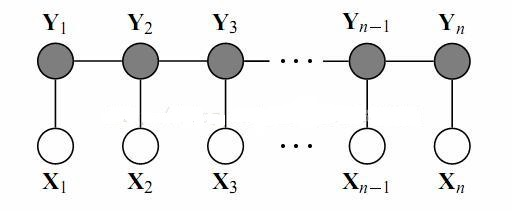 Y₁ Y₂ Y₃ Yₙ₋₁ Yₙ
· · ·
· · ·
X₁ X₂ X₃ Xₙ₋₁ Xₙ